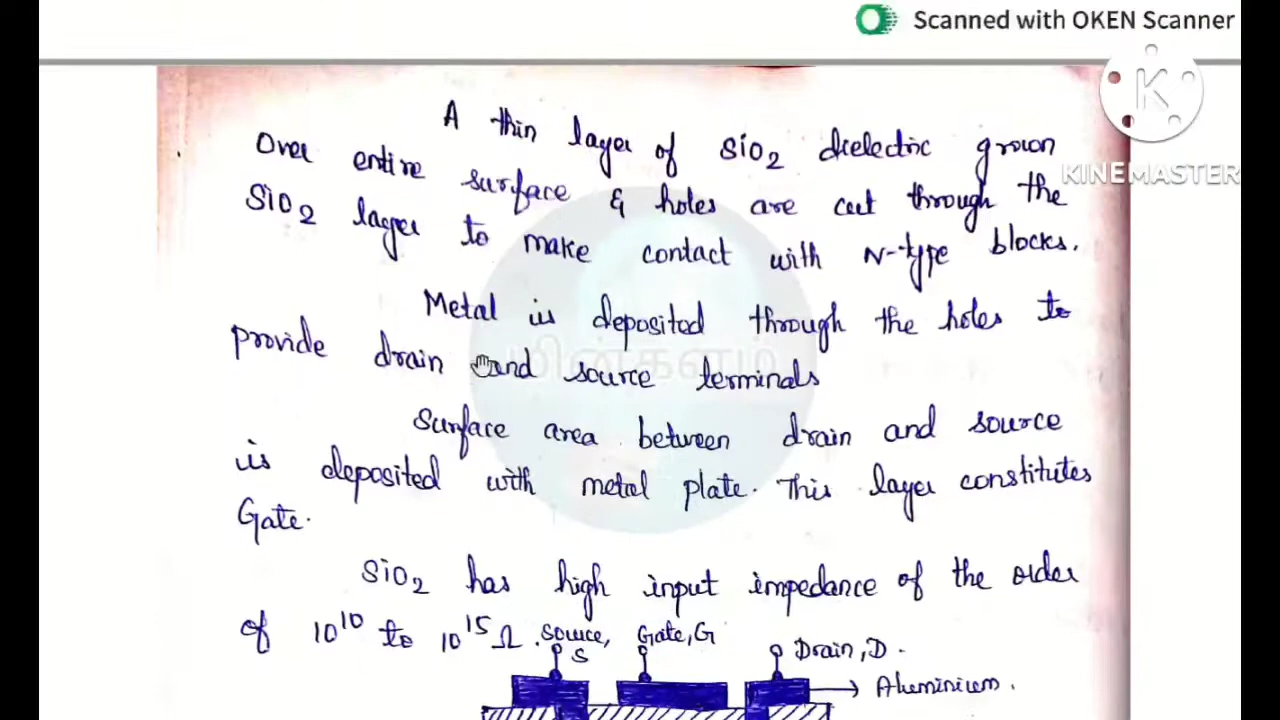 Scanned with OKEN Scanner
K
KINEMASTER
A thin layer of SiO2 dielectric grown
Over entire surface & holes are cut through the
SiO2 layer to make contact with N-type blocks.
Metal is deposited through the holes to
provide drain and source terminals
மின்களம்
Surface area between drain and source
is deposited with metal plate. This layer constitutes
Gate.
SiO2 has high input impedance of the order
of 10^10 to 10^15 Ω. Source, Gate, G
S
Drain, D.
Aluminium.